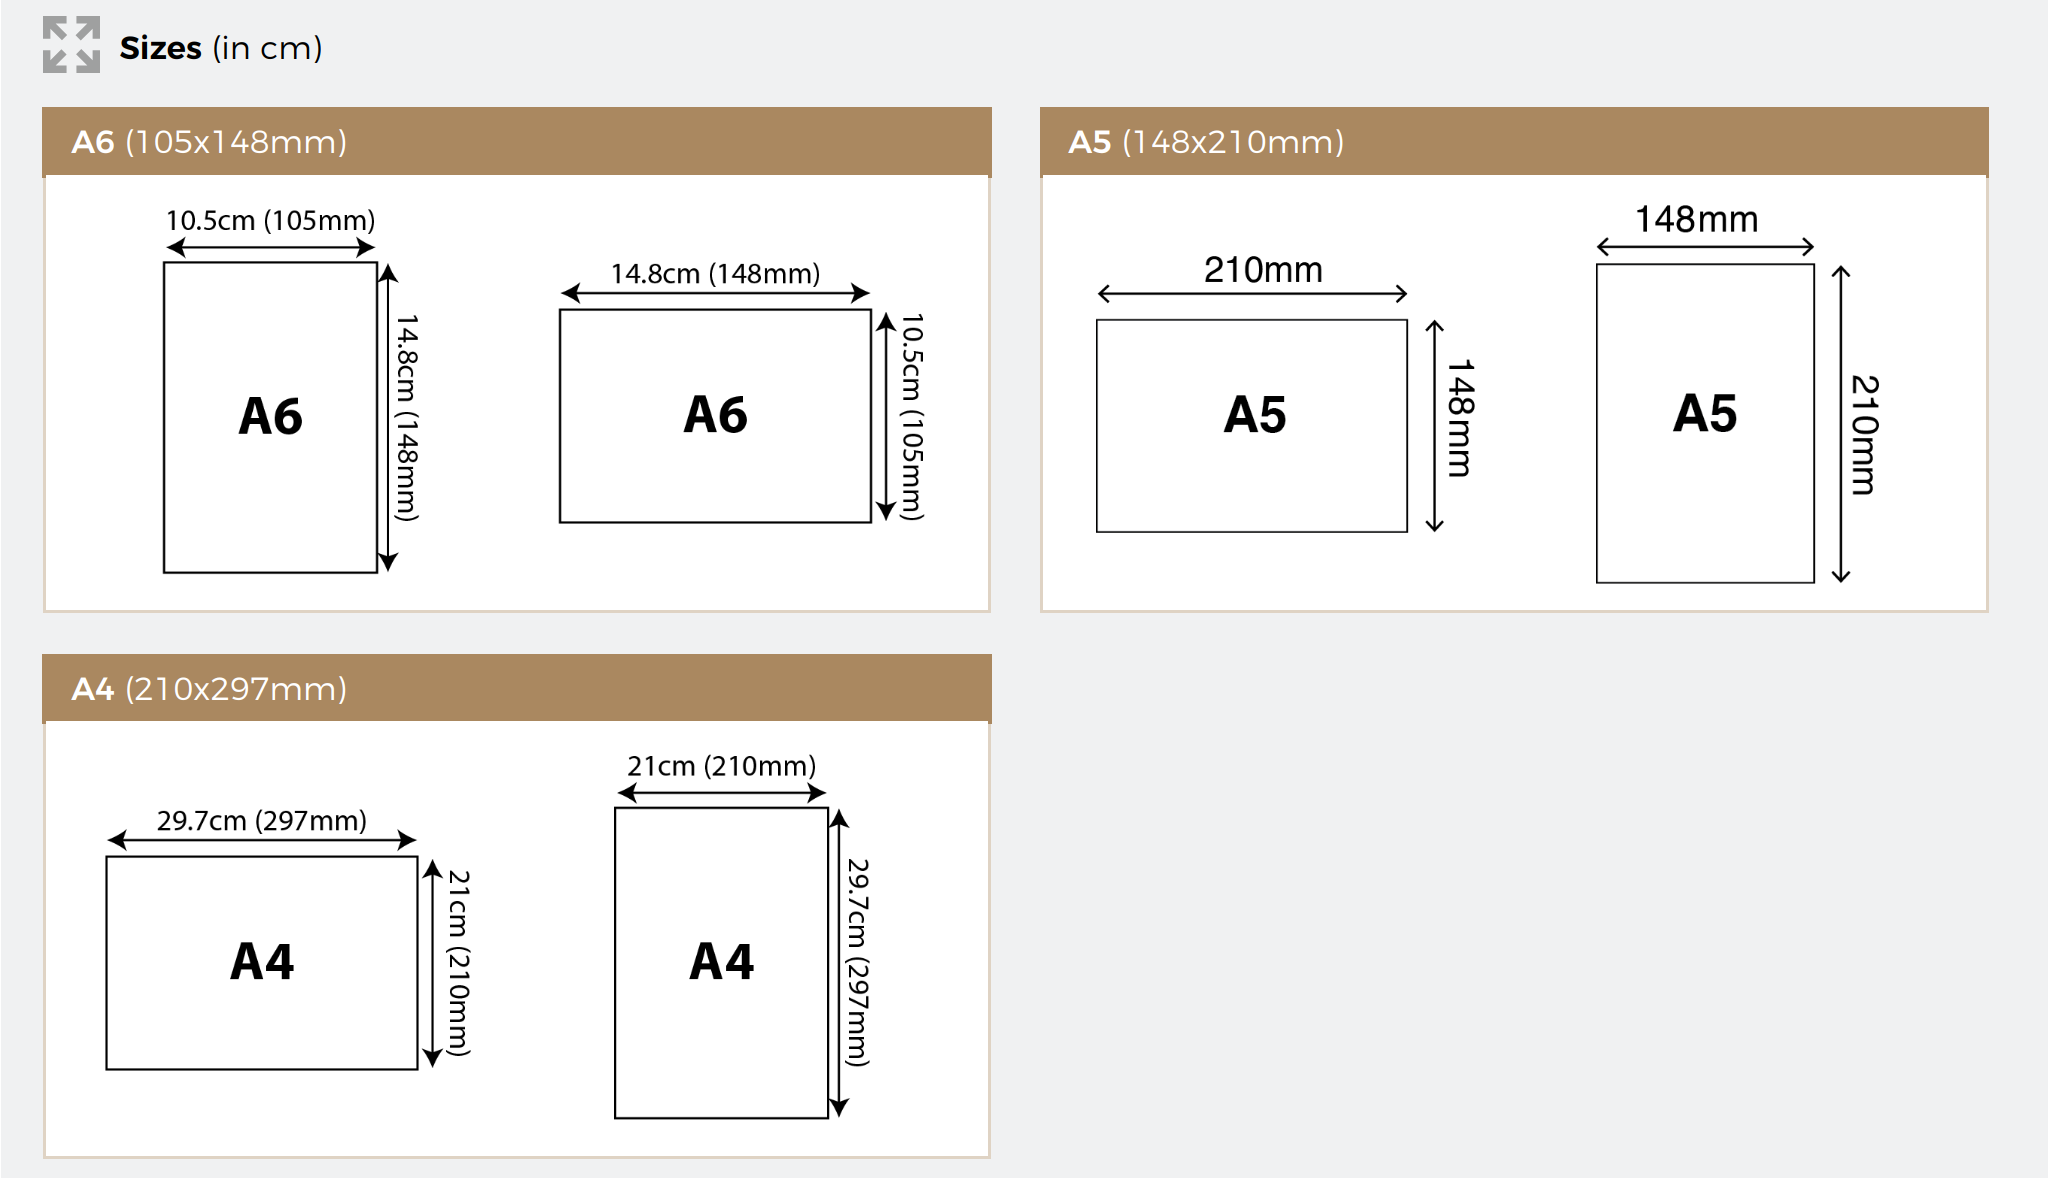 Sizes (in cm)
A6 (105x148mm)
10.5cm (105mm)
14.8cm (148mm)
A6
14.8cm (148mm)
10.5cm (105mm)
A6
A5 (148x210mm)
210mm
148mm
A5
148mm
210mm
A5
A4 (210x297mm)
29.7cm (297mm)
21cm (210mm)
A4
21cm (210mm)
29.7cm (297mm)
A4